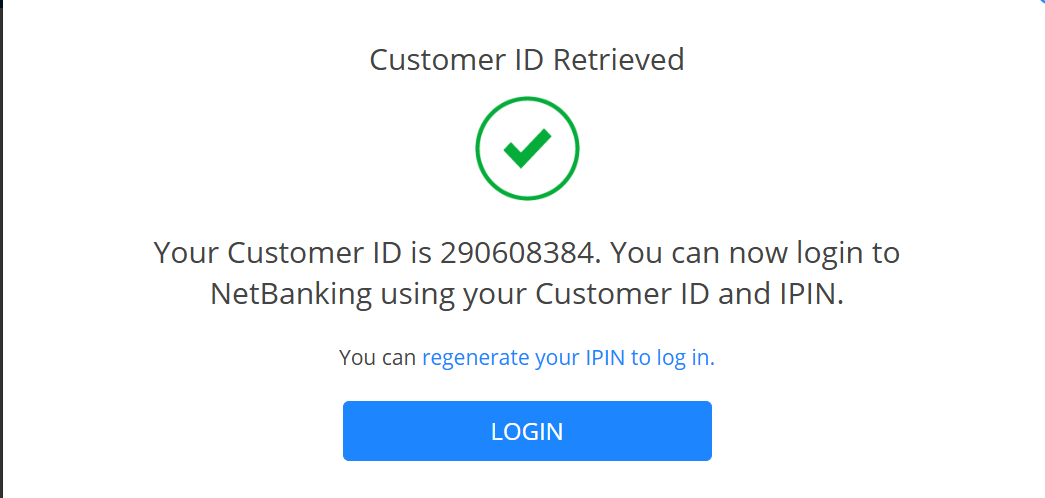 Customer ID Retrieved
Your Customer ID is 290608384. You can now login to
NetBanking using your Customer ID and IPIN.
You can regenerate your IPIN to log in.
LOGIN